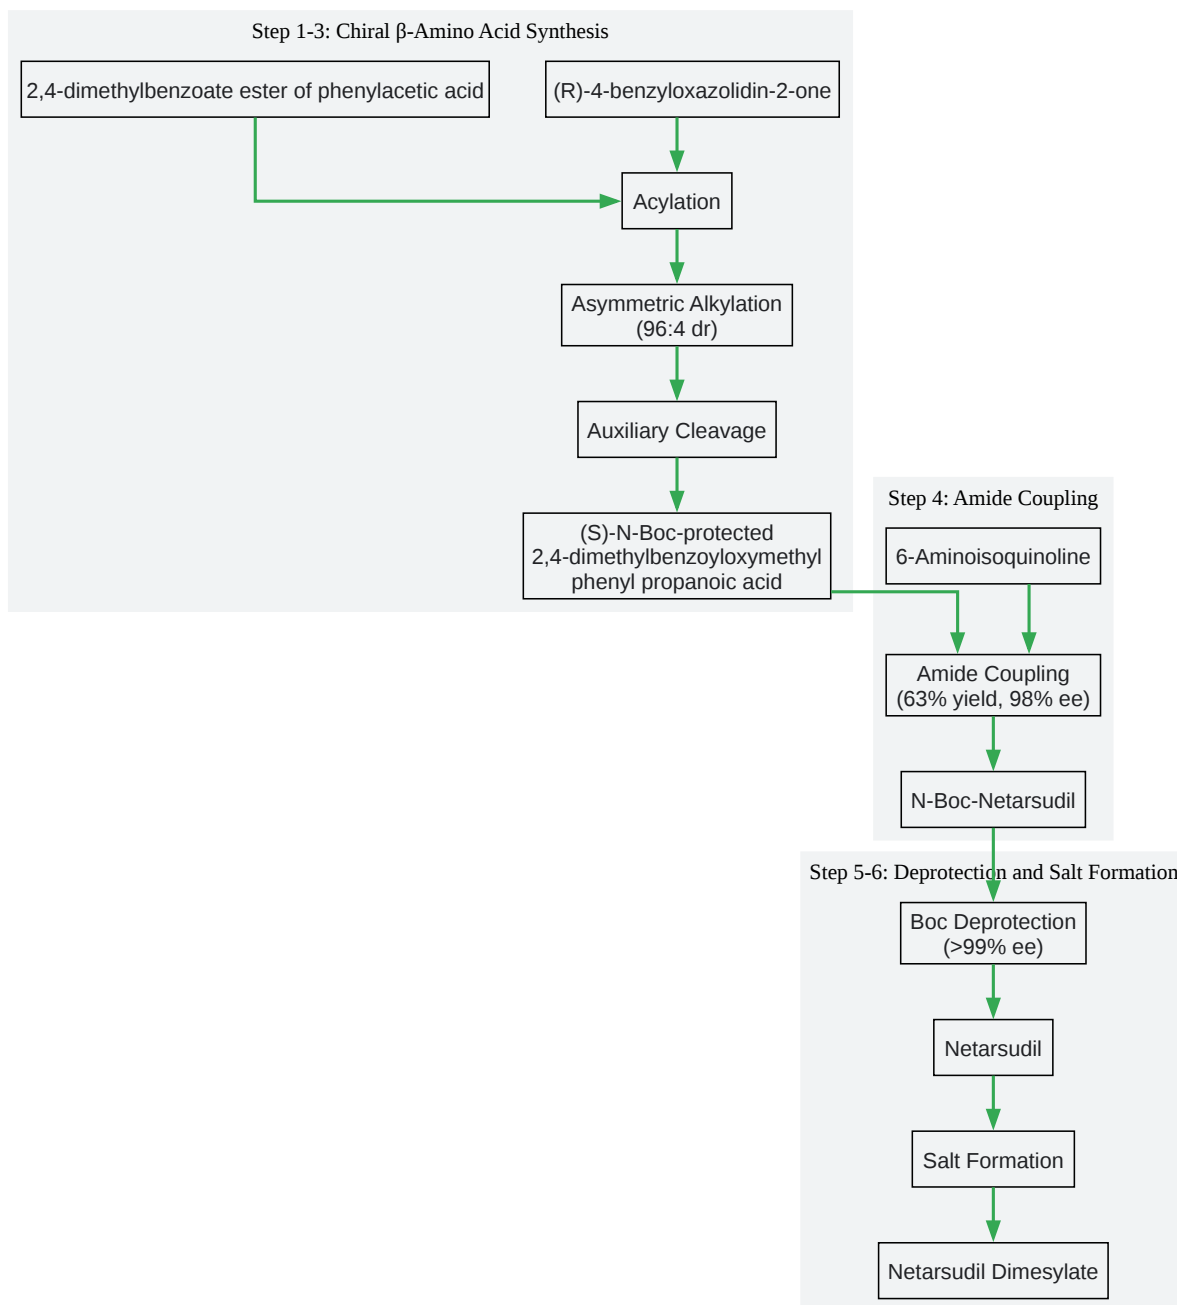 Step 1-3: Chiral β-Amino Acid Synthesis
2,4-dimethylbenzoate ester of phenylacetic acid
(R)-4-benzyloxazolidin-2-one
Acylation
Asymmetric Alkylation
(96:4 dr)
Auxiliary Cleavage
(S)-N-Boc-protected
2,4-dimethylbenzoyloxymethyl
phenyl propanoic acid
Step 4: Amide Coupling
6-Aminoisoquinoline
Amide Coupling
(63% yield, 98% ee)
N-Boc-Netarsudil
Step 5-6: Deprotection and Salt Formation
Boc Deprotection
(>99% ee)
Netarsudil
Salt Formation
Netarsudil Dimesylate